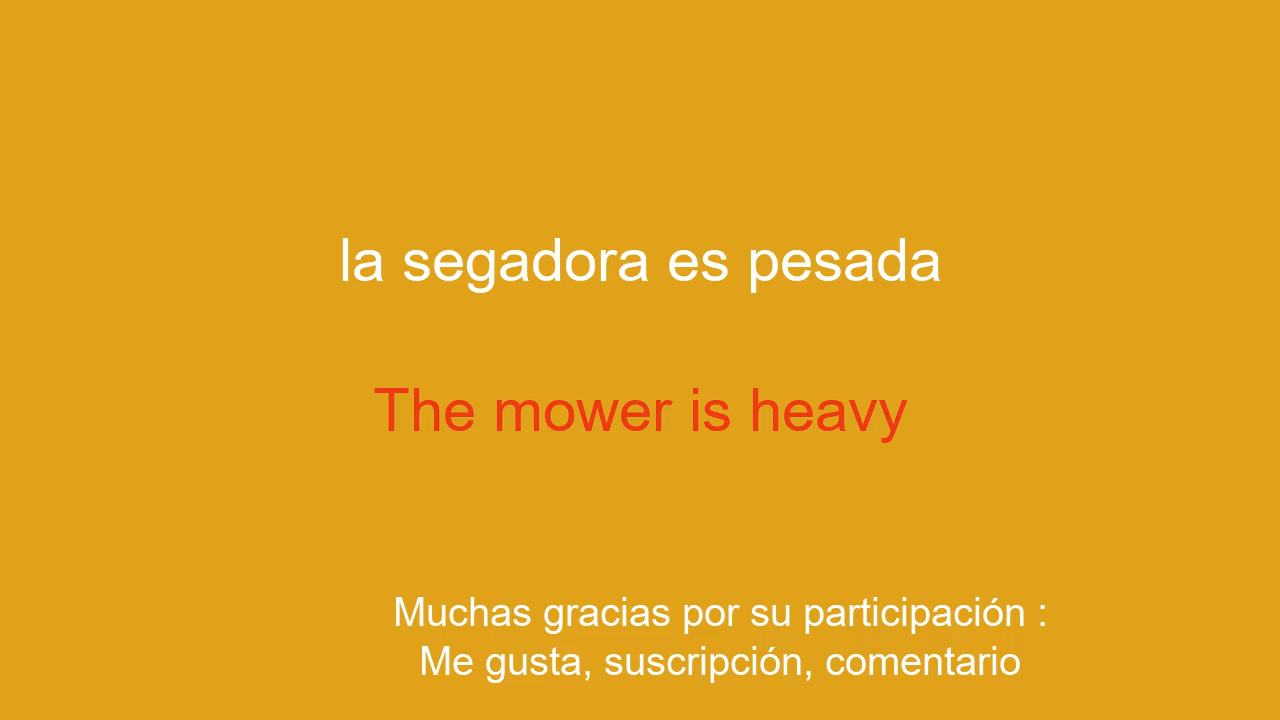 la segadora es pesada
The mower is heavy
Muchas gracias por su participación :
Me gusta, suscripción, comentario